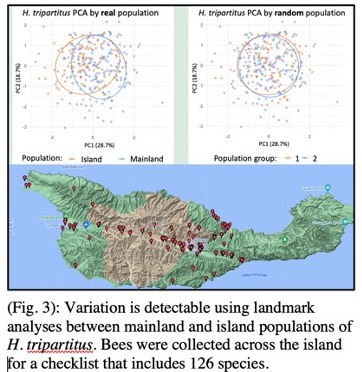 H. tripartitus PCA by real population
H. tripartitus PCA by random population
PC2 (18.7%)
PC1 (28.7%)
PC2 (18.7%)
PC1 (28.7%)
Population: Island Mainland
Population group: 1 2
(Fig. 3): Variation is detectable using landmark
analyses between mainland and island populations of
H. tripartitus. Bees were collected across the island
for a checklist that includes 126 species.